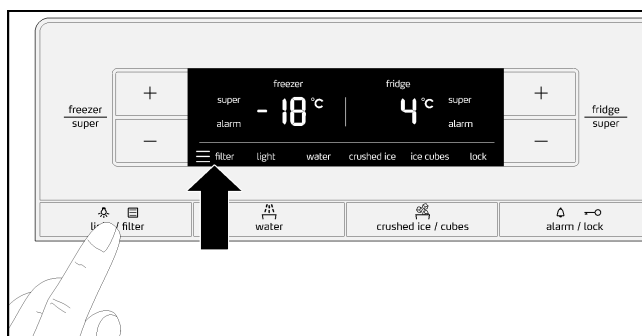 freezer
fridge
super
- 18 °C
4 °C
super
alarm
alarm
filter light water crushed ice ice cubes lock
freezer
super
+
−
+
−
fridge
super
/ filter
water
crushed ice / cubes
alarm / lock